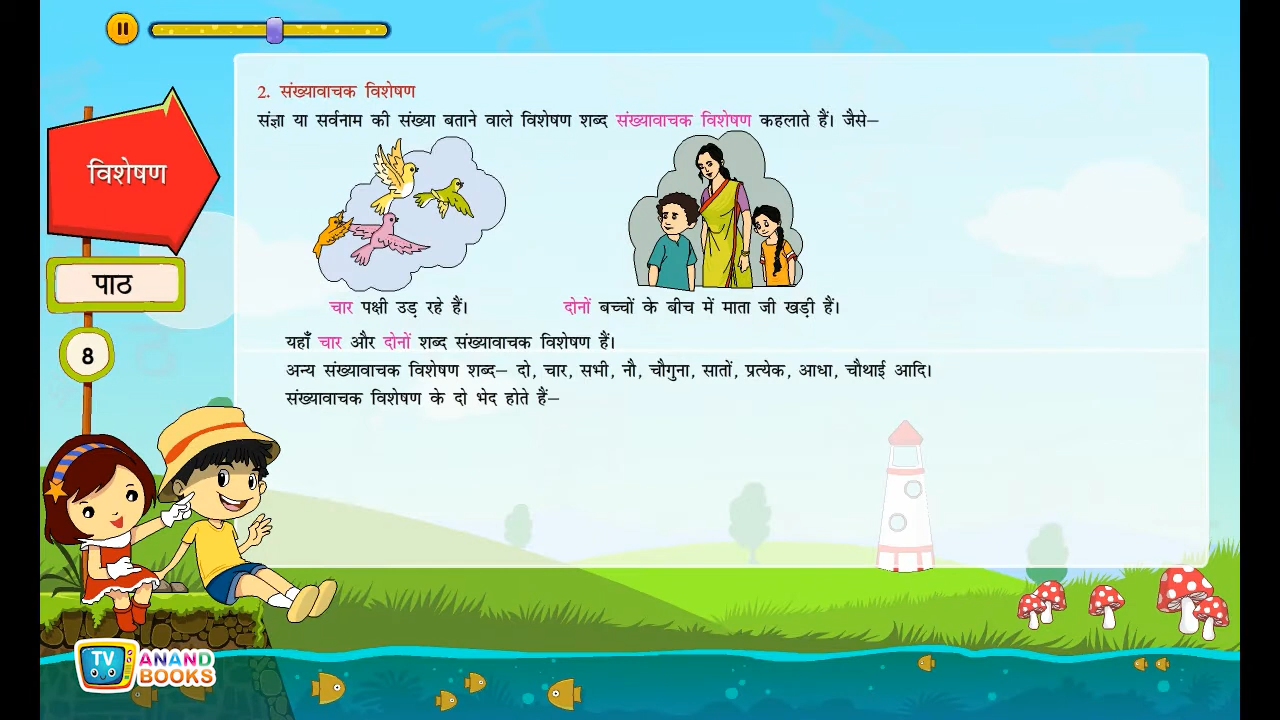 2. संख्यावाचक विशेषण
संज्ञा या सर्वनाम की संख्या बताने वाले विशेषण शब्द संख्यावाचक विशेषण कहलाते हैं। जैसे–
विशेषण
पाठ
8
चार पक्षी उड़ रहे हैं।
दोनों बच्चों के बीच में माता जी खड़ी हैं।
यहाँ चार और दोनों शब्द संख्यावाचक विशेषण हैं।
अन्य संख्यावाचक विशेषण शब्द– दो, चार, सभी, नौ, चौगुना, सातों, प्रत्येक, आधा, चौथाई आदि।
संख्यावाचक विशेषण के दो भेद होते हैं–
TV ANAND
BOOKS